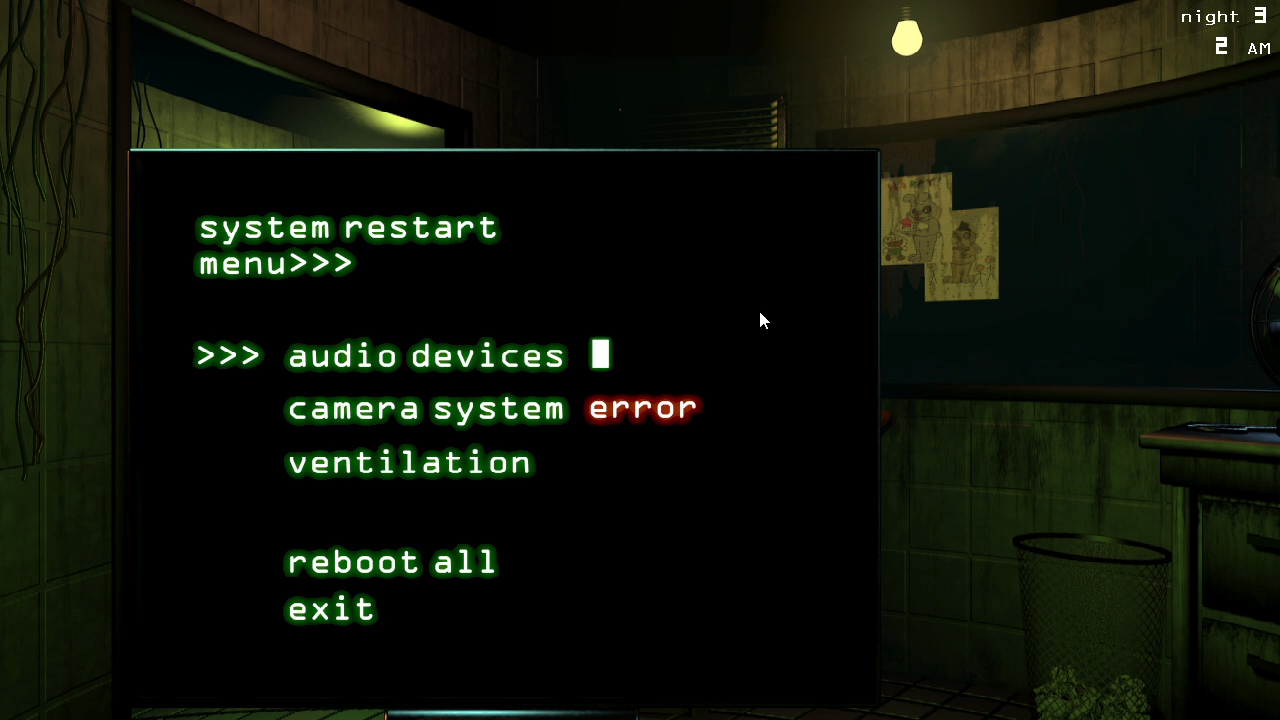 night 3
2 AM
system restart
menu>>>
>>> audio devices
camera system error
ventilation
reboot all
exit